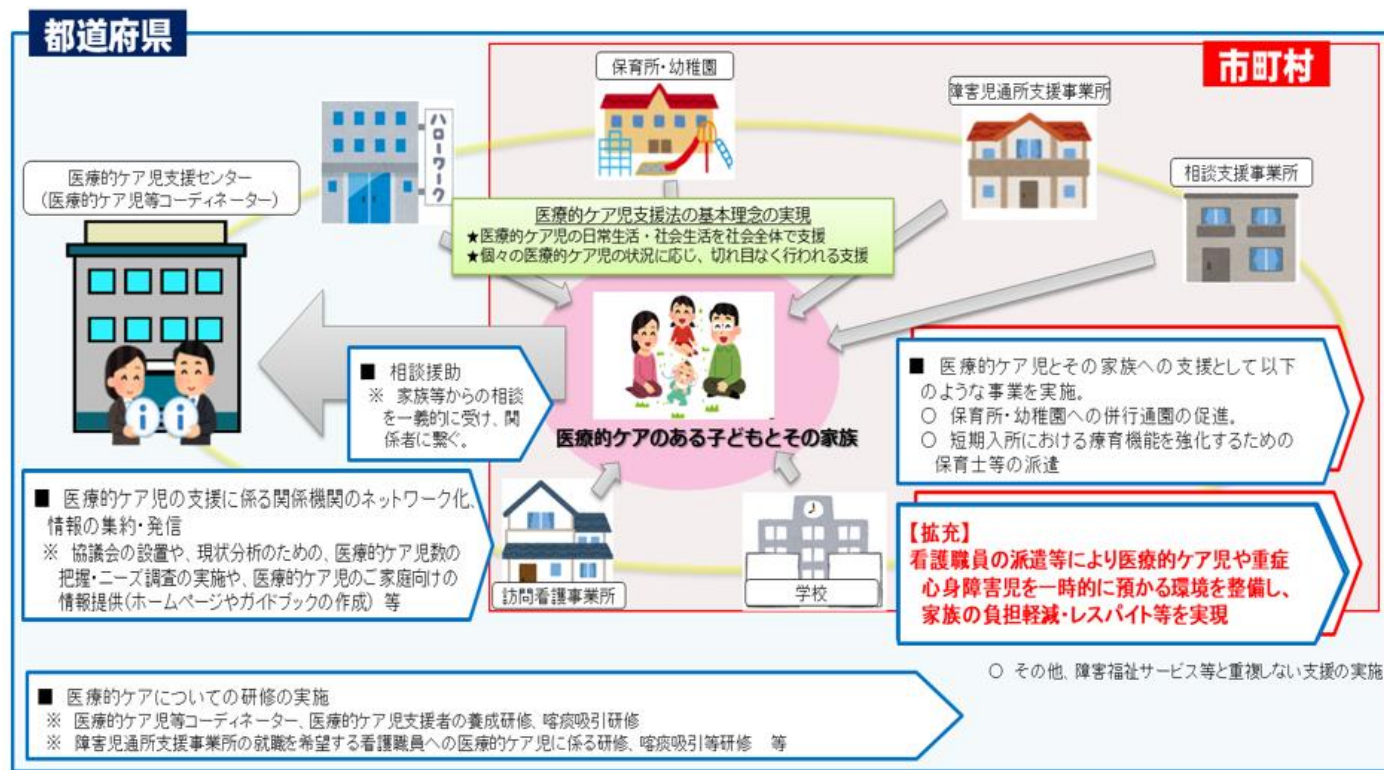 都道府県
市町村
保育所・幼稚園
障害児通所支援事業所
ハローワーク
医療的ケア児支援センター
(医療的ケア児等コーディネーター)
相談支援事業所
医療的ケア児支援法の基本理念の実現
★医療的ケア児の日常生活・社会生活を社会全体で支援
★個々の医療的ケア児の状況に応じ、切れ目なく行われる支援
■ 相談援助
※ 家族等からの相談
を一義的に受け、関
係者に繋ぐ。
医療的ケアのある子どもとその家族
■ 医療的ケア児とその家族への支援として以下
のような事業を実施。
○ 保育所・幼稚園への併行通園の促進。
○ 短期入所における療育機能を強化するための
保育士等の派遣
■ 医療的ケア児の支援に係る関係機関のネットワーク化、
情報の集約・発信
※ 協議会の設置や、現状分析のための、医療的ケア児数の
把握・ニーズ調査の実施や、医療的ケア児のご家庭向けの
情報提供(ホームページやガイドブックの作成) 等
訪問看護事業所
学校
【拡充】
看護職員の派遣等により医療的ケア児や重症
心身障害児を一時的に預かる環境を整備し、
家族の負担軽減・レスパイト等を実現
○ その他、障害福祉サービス等と重複しない支援の実施
■ 医療的ケアについての研修の実施
※ 医療的ケア児等コーディネーター、医療的ケア児支援者の養成研修、喀痰吸引研修
※ 障害児通所支援事業所の就職を希望する看護職員への医療的ケア児に係る研修、喀痰吸引等研修 等